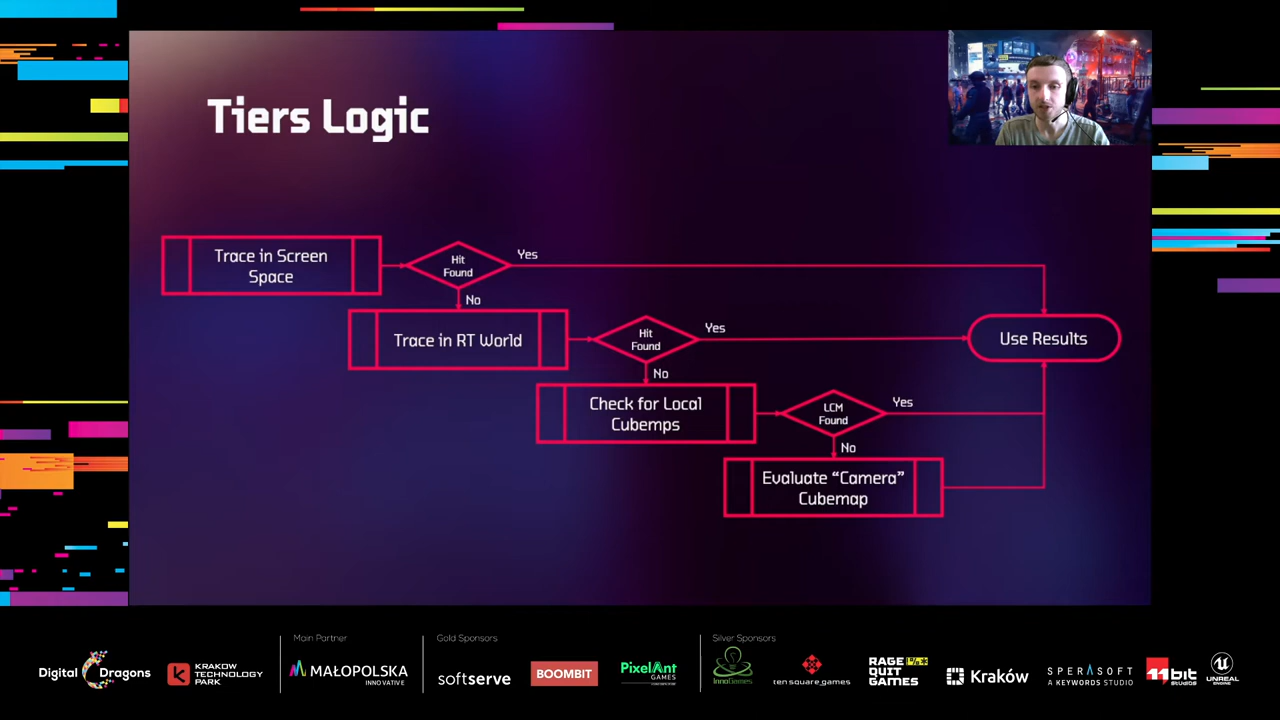 Tiers Logic
Trace in Screen
Space
Hit
Found
Yes
No
Trace in RT World
Hit
Found
Yes
No
Use Results
Check for Local
Cubemps
LCM
Found
Yes
No
Evaluate “Camera”
Cubemap
Main Partner
Gold Sponsors
Silver Sponsors
Digital Dragons
KRAKOW
TECHNOLOGY
PARK
MAŁOPOLSKA
INNOVATIVE
softserve
BOOMBIT
PixelAnt
GAMES
InnoGames
ten square games
RAGE
QUIT
GAMES
Kraków
SPERASOFT
A KEYWORDS STUDIO
11bit
studios
UNREAL
ENGINE